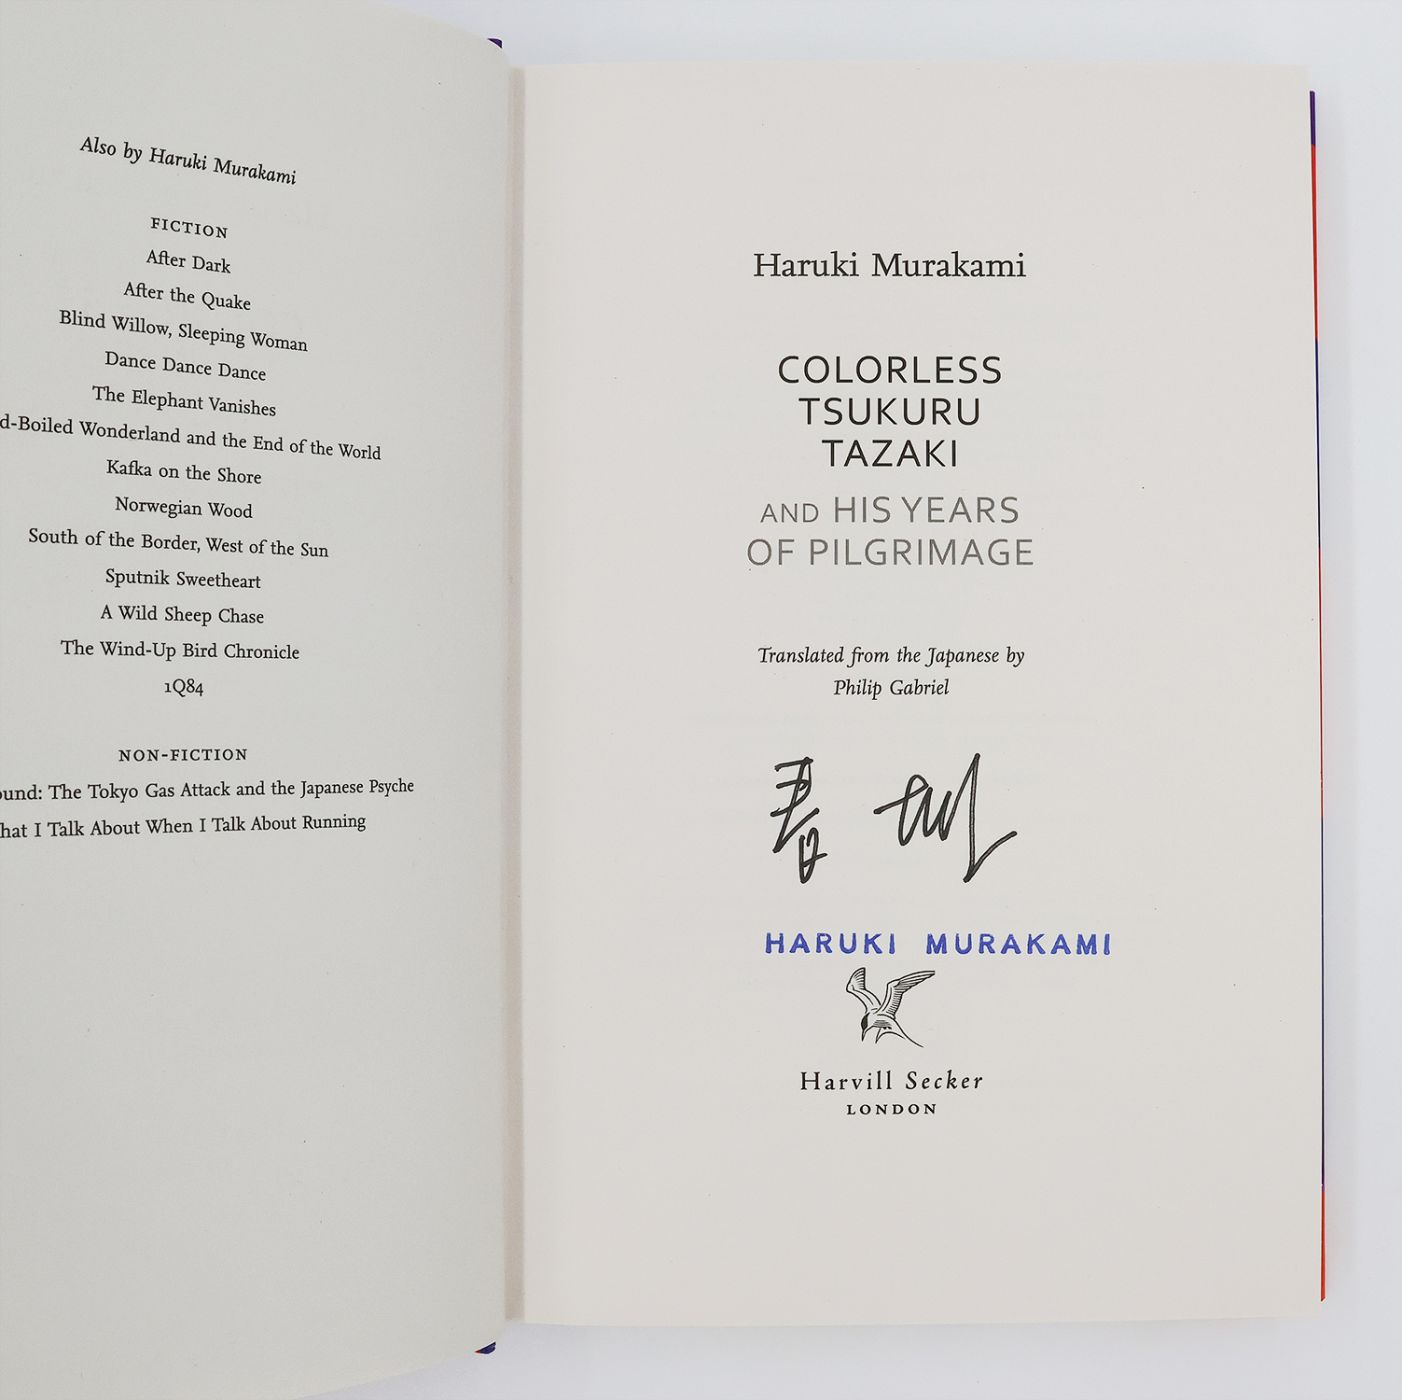 Also by Haruki Murakami
FICTION
After Dark
After the Quake
Blind Willow, Sleeping Woman
Dance Dance Dance
The Elephant Vanishes
d-Boiled Wonderland and the End of the World
Kafka on the Shore
Norwegian Wood
South of the Border, West of the Sun
Sputnik Sweetheart
A Wild Sheep Chase
The Wind-Up Bird Chronicle
1Q84
NON-FICTION
ound: The Tokyo Gas Attack and the Japanese Psyche
hat I Talk About When I Talk About Running
Haruki Murakami
COLORLESS
TSUKURU
TAZAKI
AND HIS YEARS
OF PILGRIMAGE
Translated from the Japanese by
Philip Gabriel
春樹
HARUKI MURAKAMI
Harvill Secker
LONDON